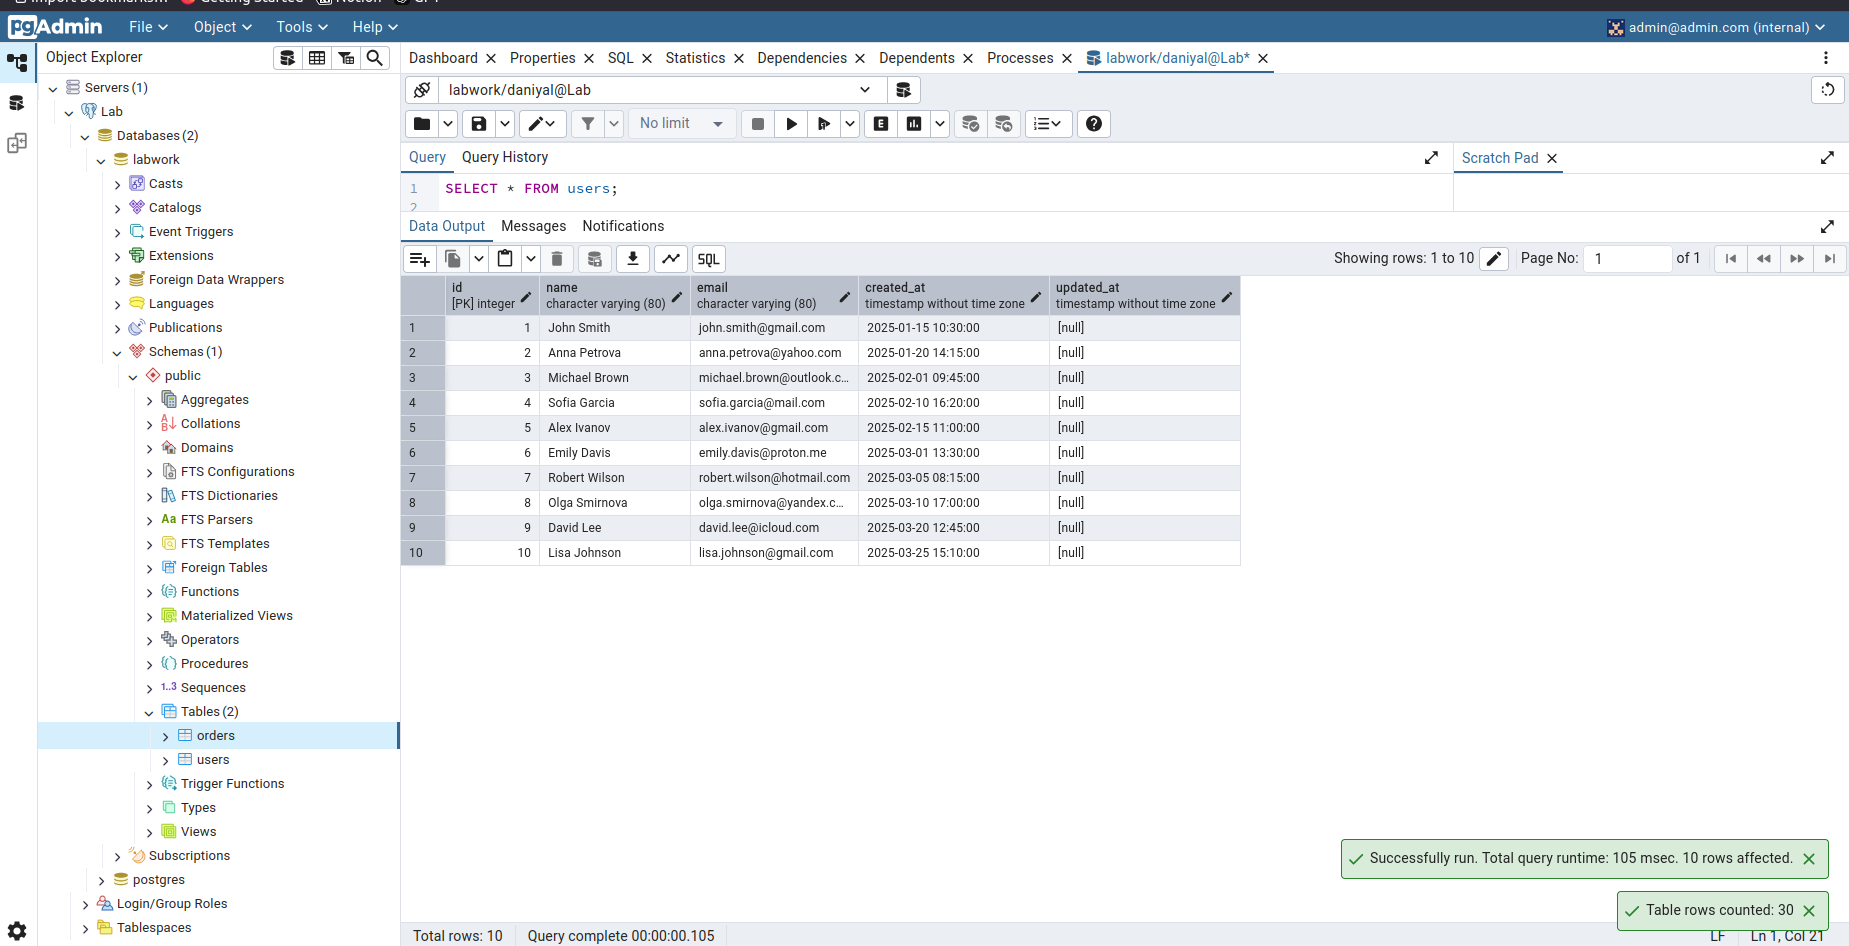 Import bookmarks... Getting Started Notion GPT
pgAdmin File Object Tools Help admin@admin.com (internal)
Object Explorer
Dashboard Properties SQL Statistics Dependencies Dependents Processes labwork/daniyal@Lab*
labwork/daniyal@Lab
No limit
Query Query History
Scratch Pad
1 SELECT * FROM users;
2
Data Output Messages Notifications
SQL Showing rows: 1 to 10 Page No: 1 of 1
id name email created_at updated_at
[PK] integer character varying (80) character varying (80) timestamp without time zone timestamp without time zone
1 1 John Smith john.smith@gmail.com 2025-01-15 10:30:00 [null]
2 2 Anna Petrova anna.petrova@yahoo.com 2025-01-20 14:15:00 [null]
3 3 Michael Brown michael.brown@outlook.c... 2025-02-01 09:45:00 [null]
4 4 Sofia Garcia sofia.garcia@mail.com 2025-02-10 16:20:00 [null]
5 5 Alex Ivanov alex.ivanov@gmail.com 2025-02-15 11:00:00 [null]
6 6 Emily Davis emily.davis@proton.me 2025-03-01 13:30:00 [null]
7 7 Robert Wilson robert.wilson@hotmail.com 2025-03-05 08:15:00 [null]
8 8 Olga Smirnova olga.smirnova@yandex.c... 2025-03-10 17:00:00 [null]
9 9 David Lee david.lee@icloud.com 2025-03-20 12:45:00 [null]
10 10 Lisa Johnson lisa.johnson@gmail.com 2025-03-25 15:10:00 [null]
Servers (1)
Lab
Databases (2)
labwork
Casts
Catalogs
Event Triggers
Extensions
Foreign Data Wrappers
Languages
Publications
Schemas (1)
public
Aggregates
Collations
Domains
FTS Configurations
FTS Dictionaries
Aa FTS Parsers
FTS Templates
Foreign Tables
Functions
Materialized Views
Operators
Procedures
1..3 Sequences
Tables (2)
orders
users
Trigger Functions
Types
Views
Subscriptions
postgres
Login/Group Roles
Tablespaces
Successfully run. Total query runtime: 105 msec. 10 rows affected.
Table rows counted: 30
Total rows: 10 Query complete 00:00:00.105 LF Ln 1, Col 21